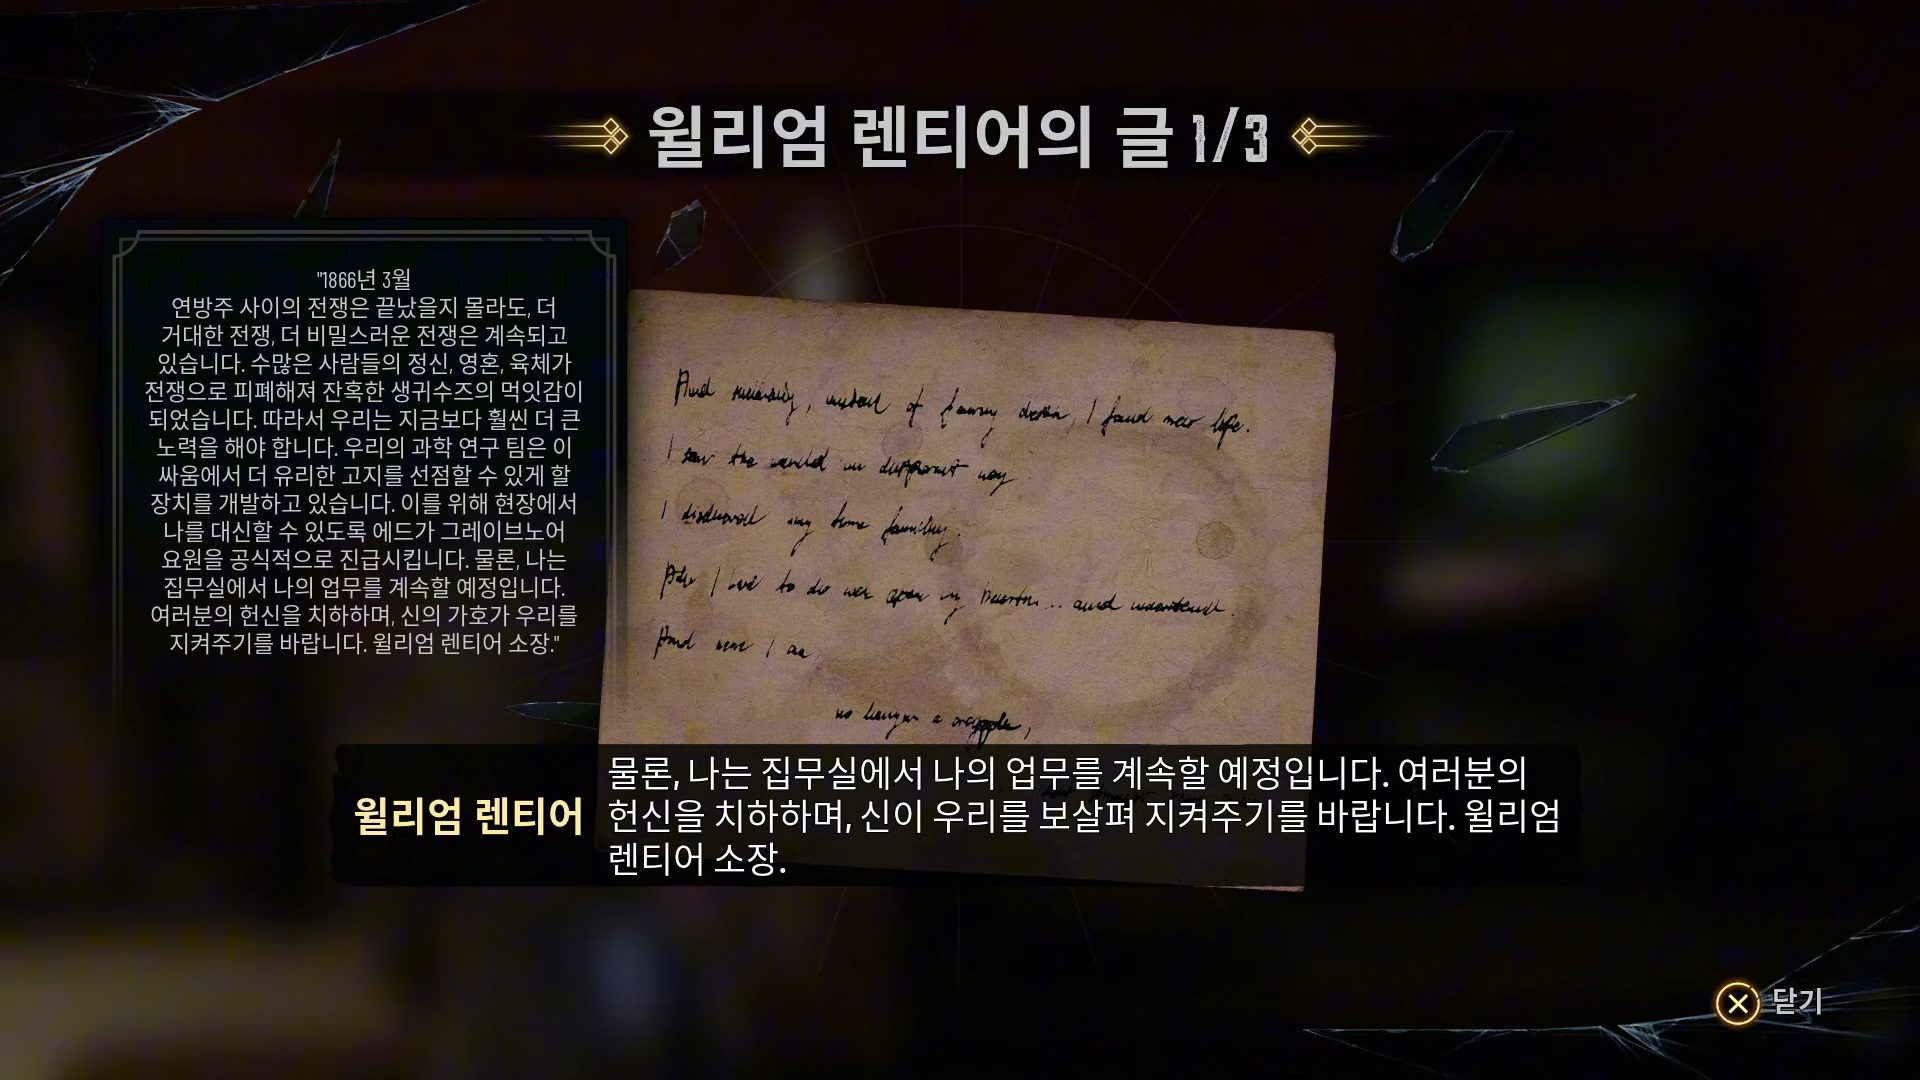 윌리엄 렌티어의 글 1/3
"1866년 3월
연방주 사이의 전쟁은 끝났을지 몰라도, 더
거대한 전쟁, 더 비밀스러운 전쟁은 계속되고
있습니다. 수많은 사람들의 정신, 영혼, 육체가
전쟁으로 피폐해져 잔혹한 생귀수즈의 먹잇감이
되었습니다. 따라서 우리는 지금보다 훨씬 더 큰
노력을 해야 합니다. 우리의 과학 연구 팀은 이
싸움에서 더 유리한 고지를 선점할 수 있게 할
장치를 개발하고 있습니다. 이를 위해 현장에서
나를 대신할 수 있도록 에드가 그레이브노어
요원을 공식적으로 진급시킵니다. 물론, 나는
집무실에서 나의 업무를 계속할 예정입니다.
여러분의 헌신을 치하하며, 신의 가호가 우리를
지켜주기를 바랍니다. 윌리엄 렌티어 소장."
And of I found new life.
I saw the world way
I my
I to do my ... and
And I
no longer a
윌리엄 렌티어
물론, 나는 집무실에서 나의 업무를 계속할 예정입니다. 여러분의
헌신을 치하하며, 신이 우리를 보살펴 지켜주기를 바랍니다. 윌리엄
렌티어 소장.
닫기